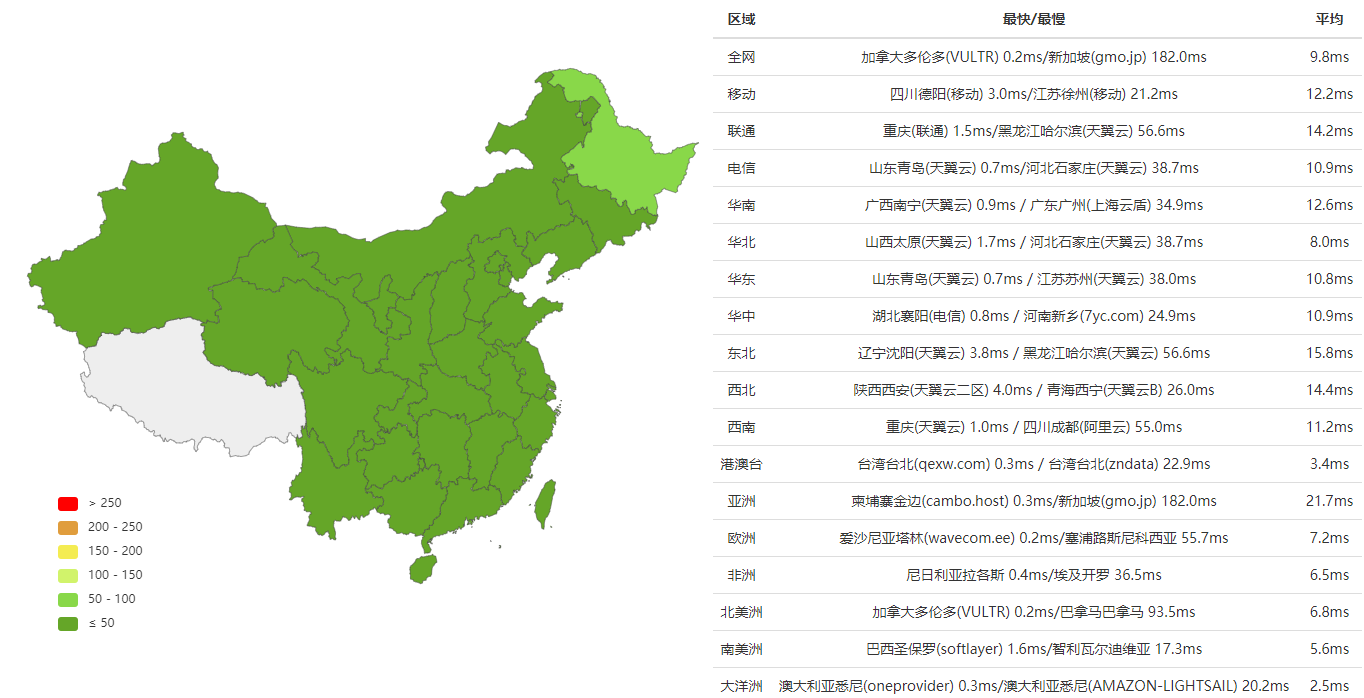 区域 最快/最慢 平均
全网 加拿大多伦多(VULTR) 0.2ms/新加坡(gmo.jp) 182.0ms 9.8ms
移动 四川德阳(移动) 3.0ms/江苏徐州(移动) 21.2ms 12.2ms
联通 重庆(联通) 1.5ms/黑龙江哈尔滨(天翼云) 56.6ms 14.2ms
电信 山东青岛(天翼云) 0.7ms/河北石家庄(天翼云) 38.7ms 10.9ms
华南 广西南宁(天翼云) 0.9ms / 广东广州(上海云盾) 34.9ms 12.6ms
华北 山西太原(天翼云) 1.7ms / 河北石家庄(天翼云) 38.7ms 8.0ms
华东 山东青岛(天翼云) 0.7ms / 江苏苏州(天翼云) 38.0ms 10.8ms
华中 湖北襄阳(电信) 0.8ms / 河南新乡(7yc.com) 24.9ms 10.9ms
东北 辽宁沈阳(天翼云) 3.8ms / 黑龙江哈尔滨(天翼云) 56.6ms 15.8ms
西北 陕西西安(天翼云二区) 4.0ms / 青海西宁(天翼云B) 26.0ms 14.4ms
西南 重庆(天翼云) 1.0ms / 四川成都(阿里云) 55.0ms 11.2ms
港澳台 台湾台北(qexw.com) 0.3ms / 台湾台北(zndata) 22.9ms 3.4ms
亚洲 柬埔寨金边(cambo.host) 0.3ms/新加坡(gmo.jp) 182.0ms 21.7ms
欧洲 爱沙尼亚塔林(wavecom.ee) 0.2ms/塞浦路斯尼科西亚 55.7ms 7.2ms
非洲 尼日利亚拉各斯 0.4ms/埃及开罗 36.5ms 6.5ms
北美洲 加拿大多伦多(VULTR) 0.2ms/巴拿马巴拿马 93.5ms 6.8ms
南美洲 巴西圣保罗(softlayer) 1.6ms/智利瓦尔迪维亚 17.3ms 5.6ms
大洋洲 澳大利亚悉尼(oneprovider) 0.3ms/澳大利亚悉尼(AMAZON-LIGHTSAIL) 20.2ms 2.5ms
> 250
200 - 250
150 - 200
100 - 150
50 - 100
≤ 50